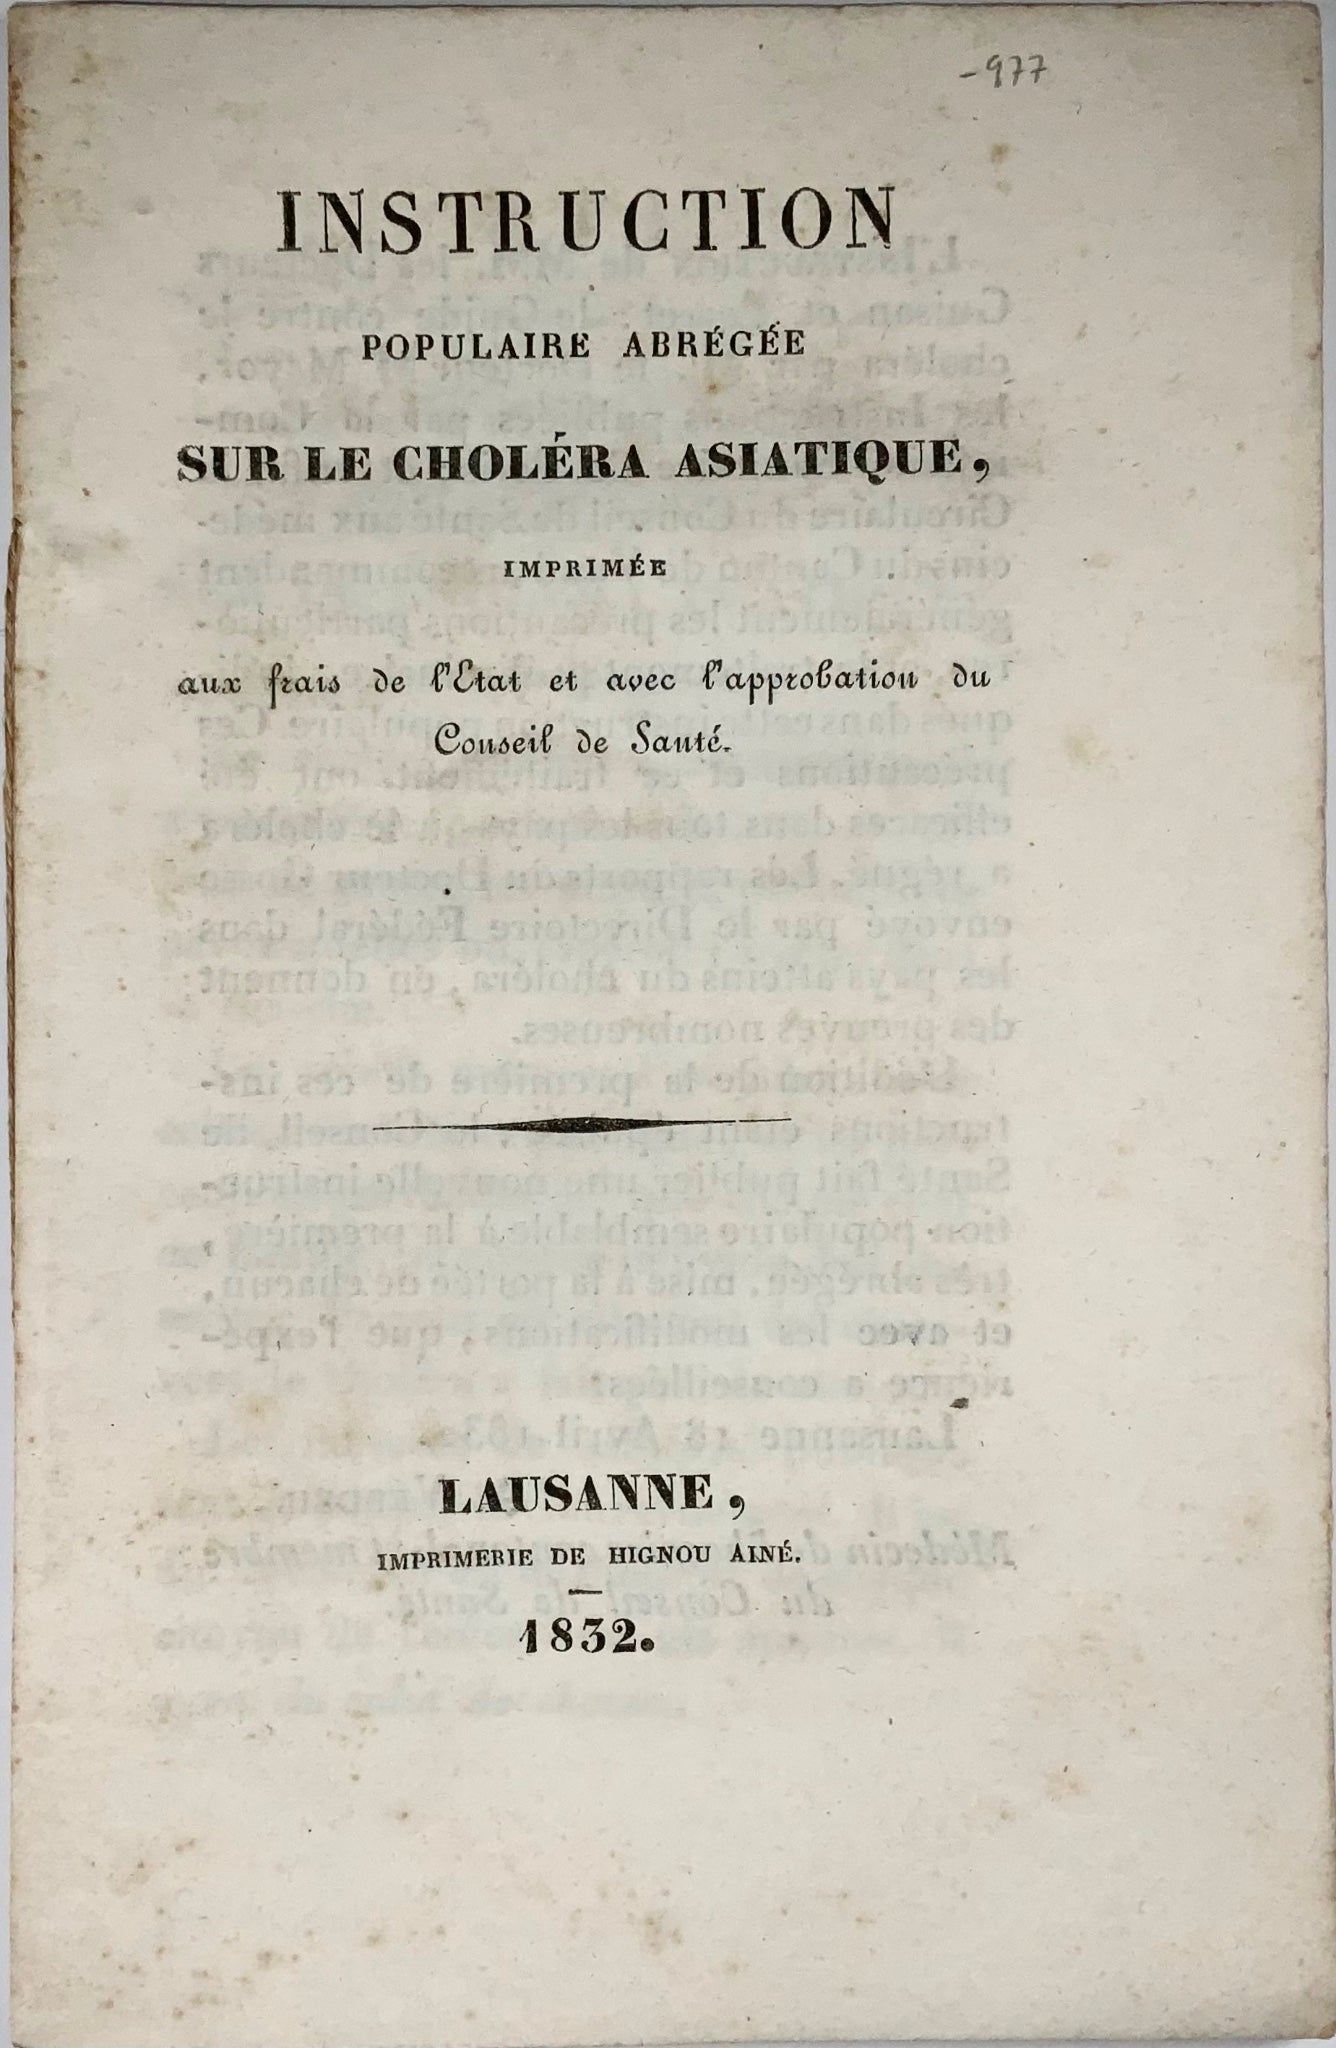 -977
INSTRUCTION
POPULAIRE ABRÉGÉE
SUR LE CHOLÉRA ASIATIQUE,
IMPRIMÉE
aux frais de l'Etat et avec l'approbation du
Conseil de Santé.
LAUSANNE,
IMPRIMERIE DE HIGNOU AINÉ.
1832.